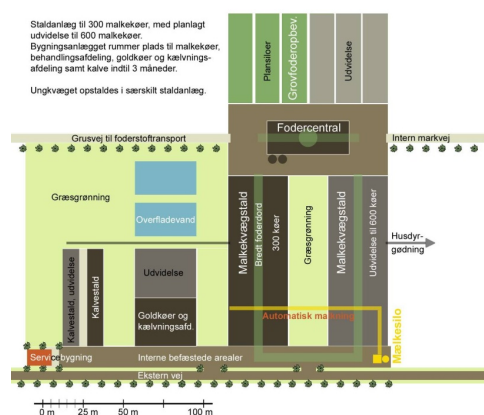 Staldanlæg til 300 malkekøer, med planlagt
udvidelse til 600 malkekøer.
Bygningsanlægget rummer plads til malkekøer,
behandlingsafdeling, goldkøer og kælvnings-
afdeling samt kalve indtil 3 måneder.
Ungkvæget opstaldes i særskilt staldanlæg.
Plansiloer
Grovfoderopbev.
Udvidelse
Fodercentral
Grusvej til foderstoftransport
Intern markvej
Græsgrønning
Overfladevand
Malkekvægstald
Bredt foderbord
300 køer
Græsgrønning
Malkekvægstald
Udvidelse til 600 køer
Husdyr-
gødning
Kalvestald, udvidelse
Kalvestald
Udvidelse
Goldkøer og
kælvningsafd.
Automatisk malkning
Mælkesilo
Servicebygning
Interne befæstede arealer
Ekstern vej
0 m
25 m
50 m
100 m